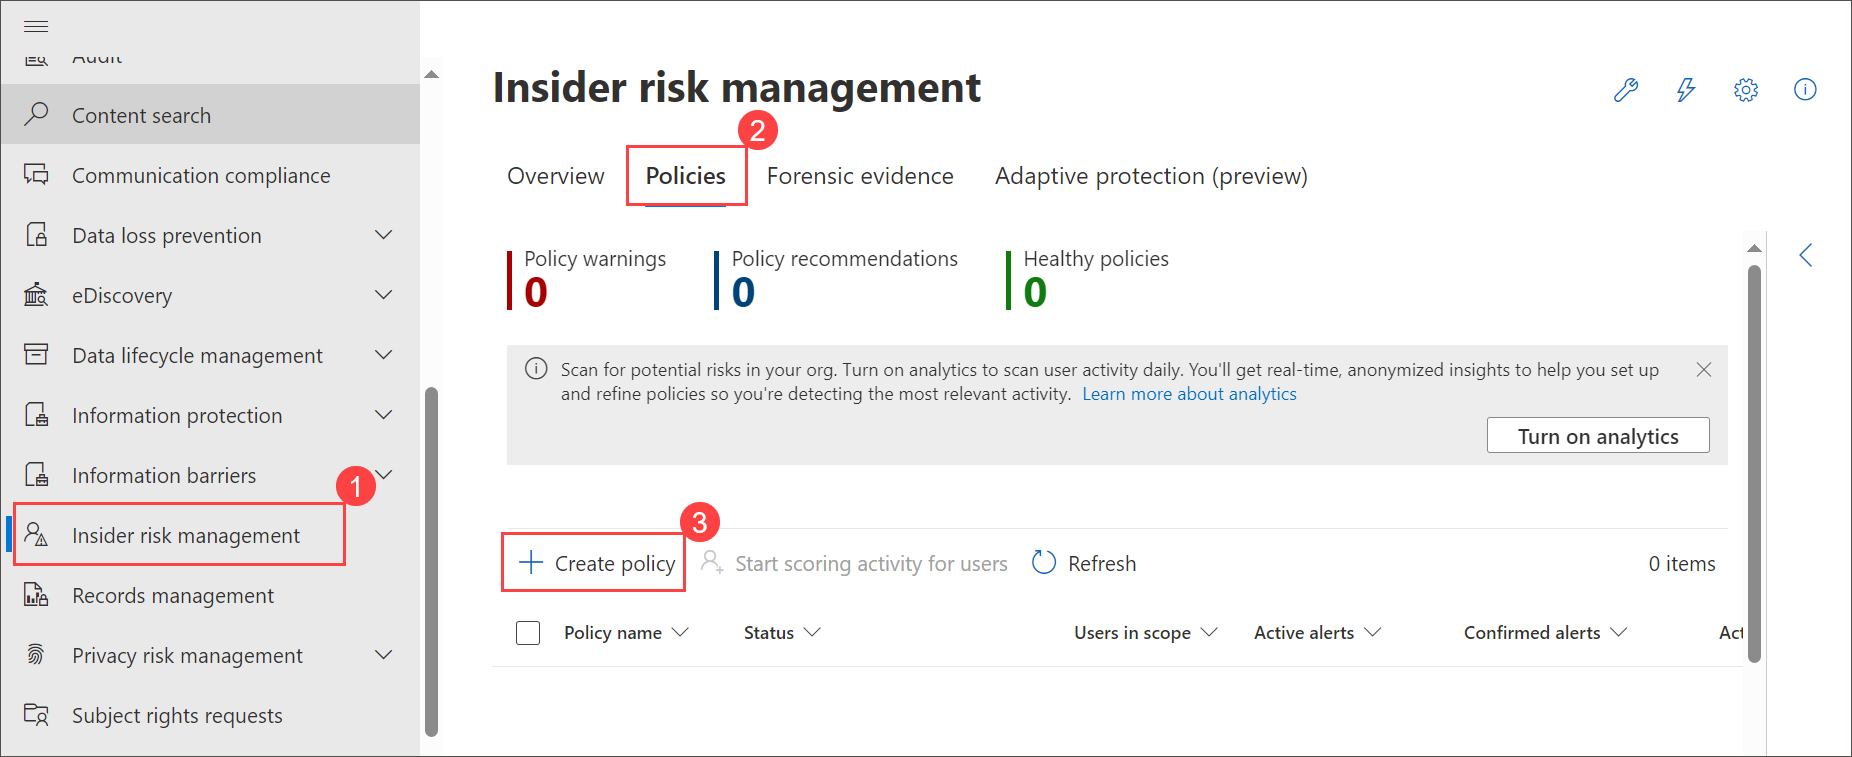 Audit
Content search
Communication compliance
Data loss prevention
eDiscovery
Data lifecycle management
Information protection
Information barriers
1
Insider risk management
Records management
Privacy risk management
Subject rights requests
Insider risk management
2
Overview Policies Forensic evidence Adaptive protection (preview)
Policy warnings Policy recommendations Healthy policies
0 0 0
Scan for potential risks in your org. Turn on analytics to scan user activity daily. You'll get real-time, anonymized insights to help you set up
and refine policies so you're detecting the most relevant activity. Learn more about analytics
Turn on analytics
3
Create policy Start scoring activity for users Refresh 0 items
Policy name Status Users in scope Active alerts Confirmed alerts Act